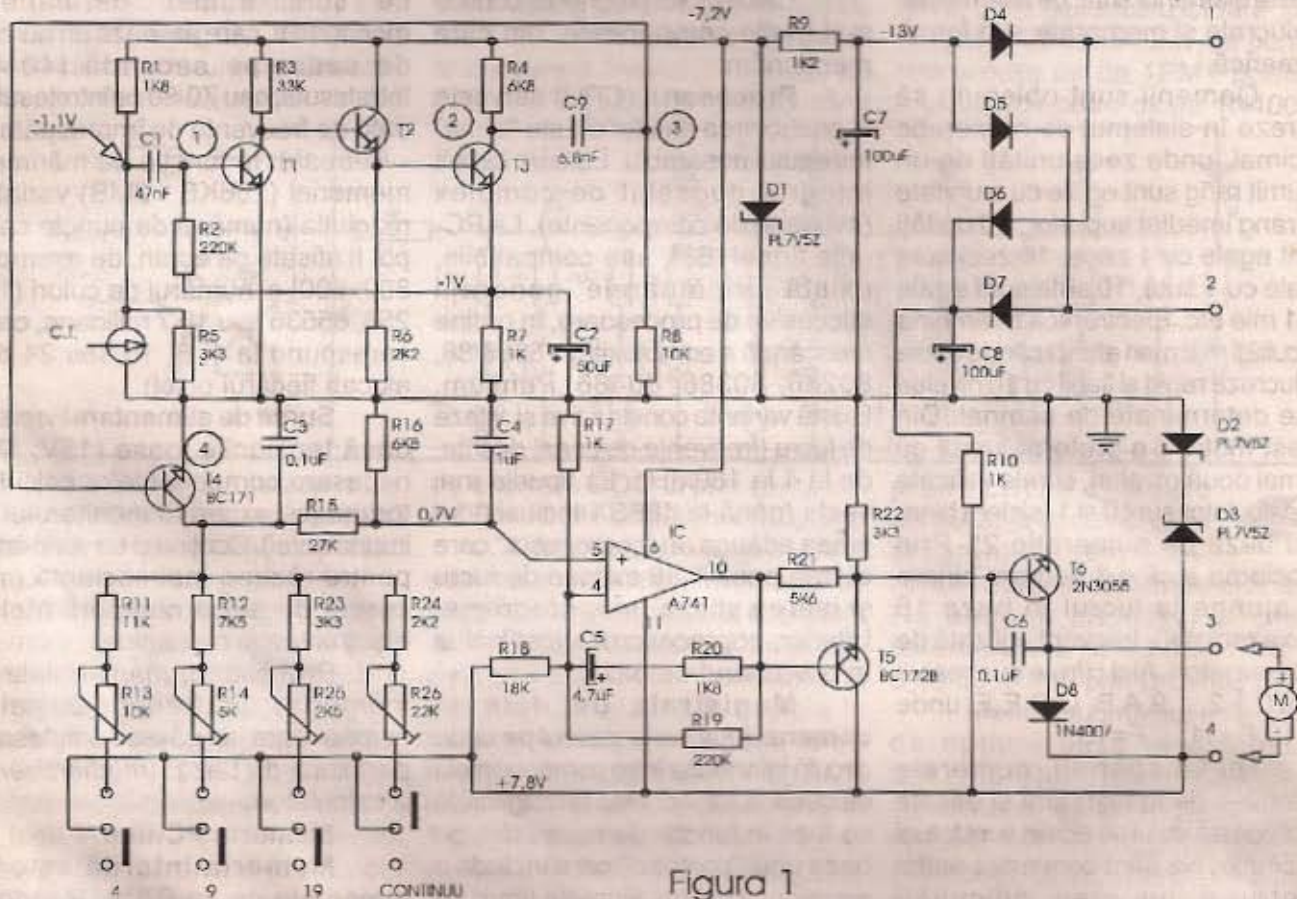 -7,2V
R9
1K2
-13V
D4
1
R1
1K8
R3
33K
R4
6K8
D5
-1,1V
C1
47nF
1
T1
T2
2
T3
C9
6,8nF
3
C7
100uF
D1
PL7V5Z
D6
R2
220K
D7
2
-1V
C.I.
R5
3K3
R6
2K2
R7
1K
C2
50uF
R8
10K
C8
100uF
4
T4
BC171
C3
0,1uF
R16
6K8
C4
1uF
R17
1K
D2
PL7V5Z
R10
1K
D3
PL7V5Z
R15
27K
0,7V
IC
5
6
4
10
11
A741
R22
3K3
R21
5K6
T6
2N3055
R11
11K
R12
7K5
R23
3K3
R24
2K2
R18
18K
C5
4,7uF
R20
1K8
T5
BC172B
C6
0,1uF
3
D8
1N4007
+
M
-
R13
10K
R14
5K
R25
2K5
R26
22K
R19
220K
4
+7,8V
4
9
19
CONTINUU
Figura 1